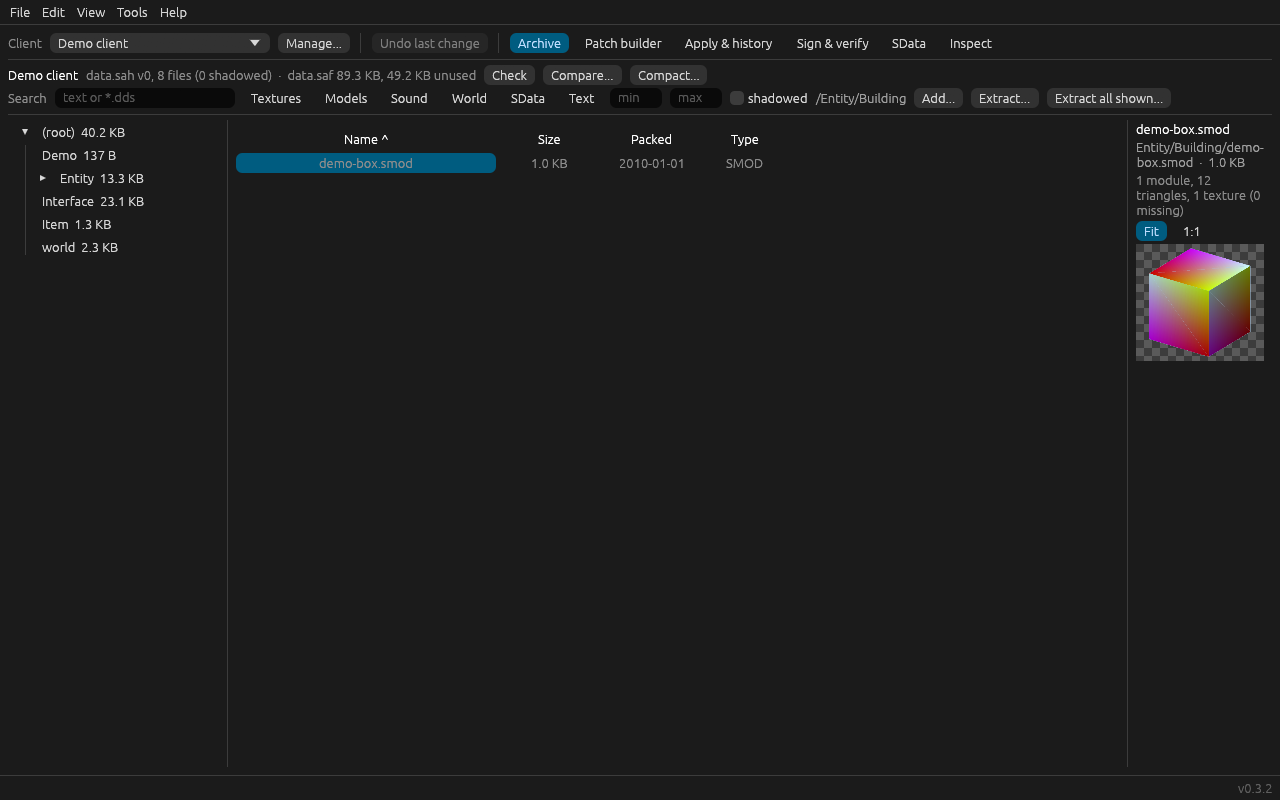 File Edit View Tools Help
Client Demo client Manage... Undo last change Archive Patch builder Apply & history Sign & verify SData Inspect
Demo client data.sah v0, 8 files (0 shadowed) · data.saf 89.3 KB, 49.2 KB unused Check Compare... Compact...
Search text or *.dds Textures Models Sound World SData Text min max shadowed /Entity/Building Add... Extract... Extract all shown...
(root) 40.2 KB
Demo 137 B
Entity 13.3 KB
Interface 23.1 KB
Item 1.3 KB
world 2.3 KB
Name ^ Size Packed Type
demo-box.smod 1.0 KB 2010-01-01 SMOD
demo-box.smod
Entity/Building/demo-
box.smod · 1.0 KB
1 module, 12
triangles, 1 texture (0
missing)
Fit 1:1
v0.3.2